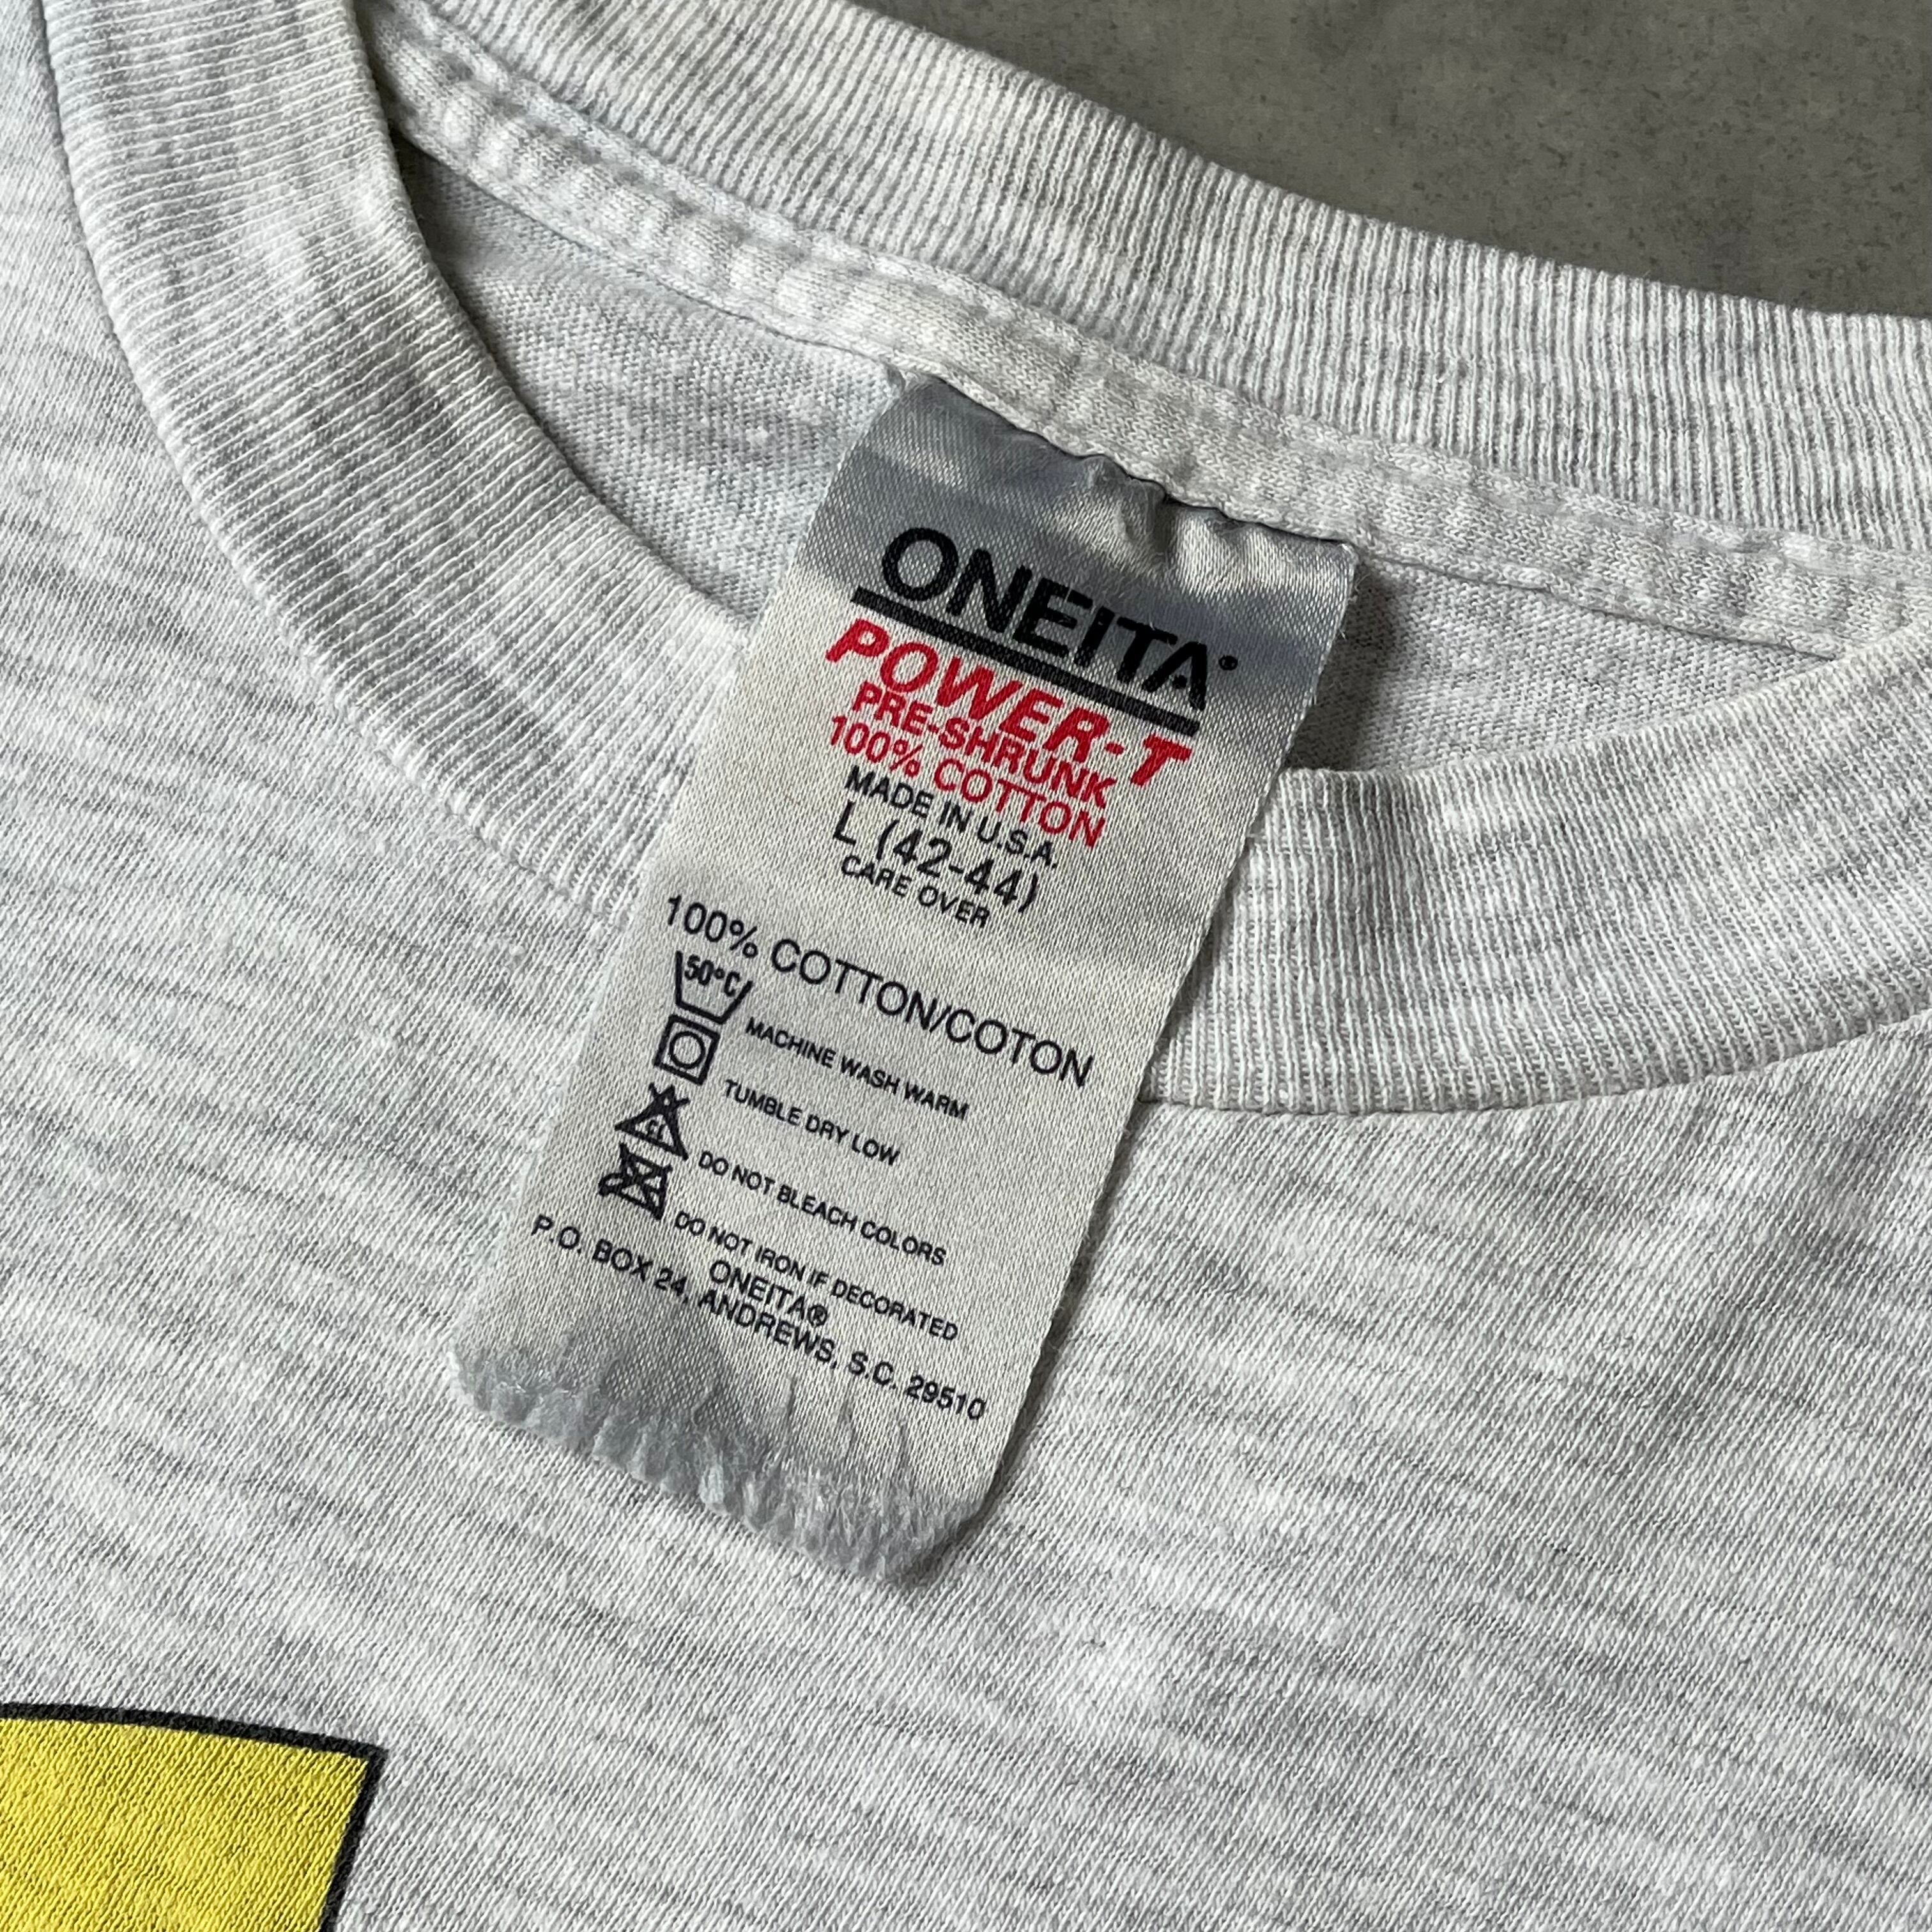 ONEITA®
POWER-T
PRE-SHRUNK
100% COTTON
MADE IN U.S.A.
L (42-44)
CARE OVER
100% COTTON/COTON
50°C
MACHINE WASH WARM
TUMBLE DRY LOW
CL
DO NOT BLEACH COLORS
DO NOT IRON IF DECORATED
ONEITA®
P.O. BOX 24, ANDREWS, S.C. 29510